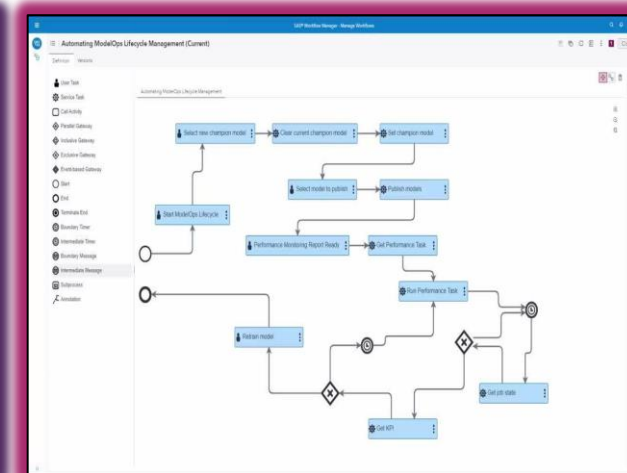 SAS® Workflow Manager - Manage Workflows
Automating ModelOps Lifecycle Management (Current)
Definition Versions
User Task
Service Task
Call Activity
Parallel Gateway
Inclusive Gateway
Exclusive Gateway
Event-based Gateway
Start
End
Terminate End
Boundary Timer
Intermediate Timer
Boundary Message
Intermediate Message
Subprocess
Annotation
Automating ModelOps Lifecycle Management
Select new champion model
Clear current champion model
Set champion model
Select model to publish
Publish models
Start ModelOps Lifecycle
Performance Monitoring Report Ready
Get Performance Task
Run Performance Task
Retrain model
Get job state
Get KPI